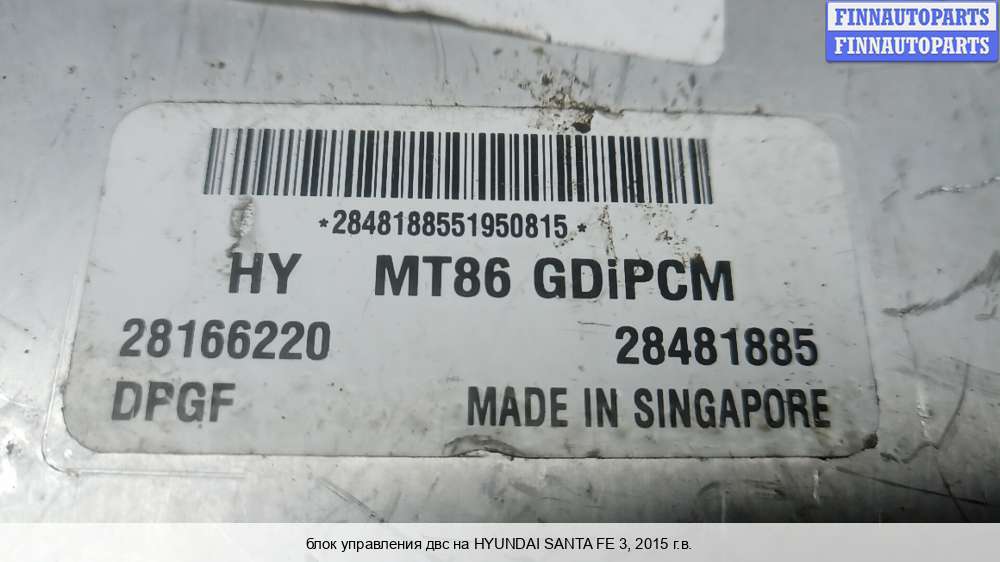 FINNAUTOPARTS
FINNAUTOPARTS
*2848188551950815*
HY MT86 GDiPCM
28166220 28481885
DPGF MADE IN SINGAPORE
блок управления двс на HYUNDAI SANTA FE 3, 2015 г.в.